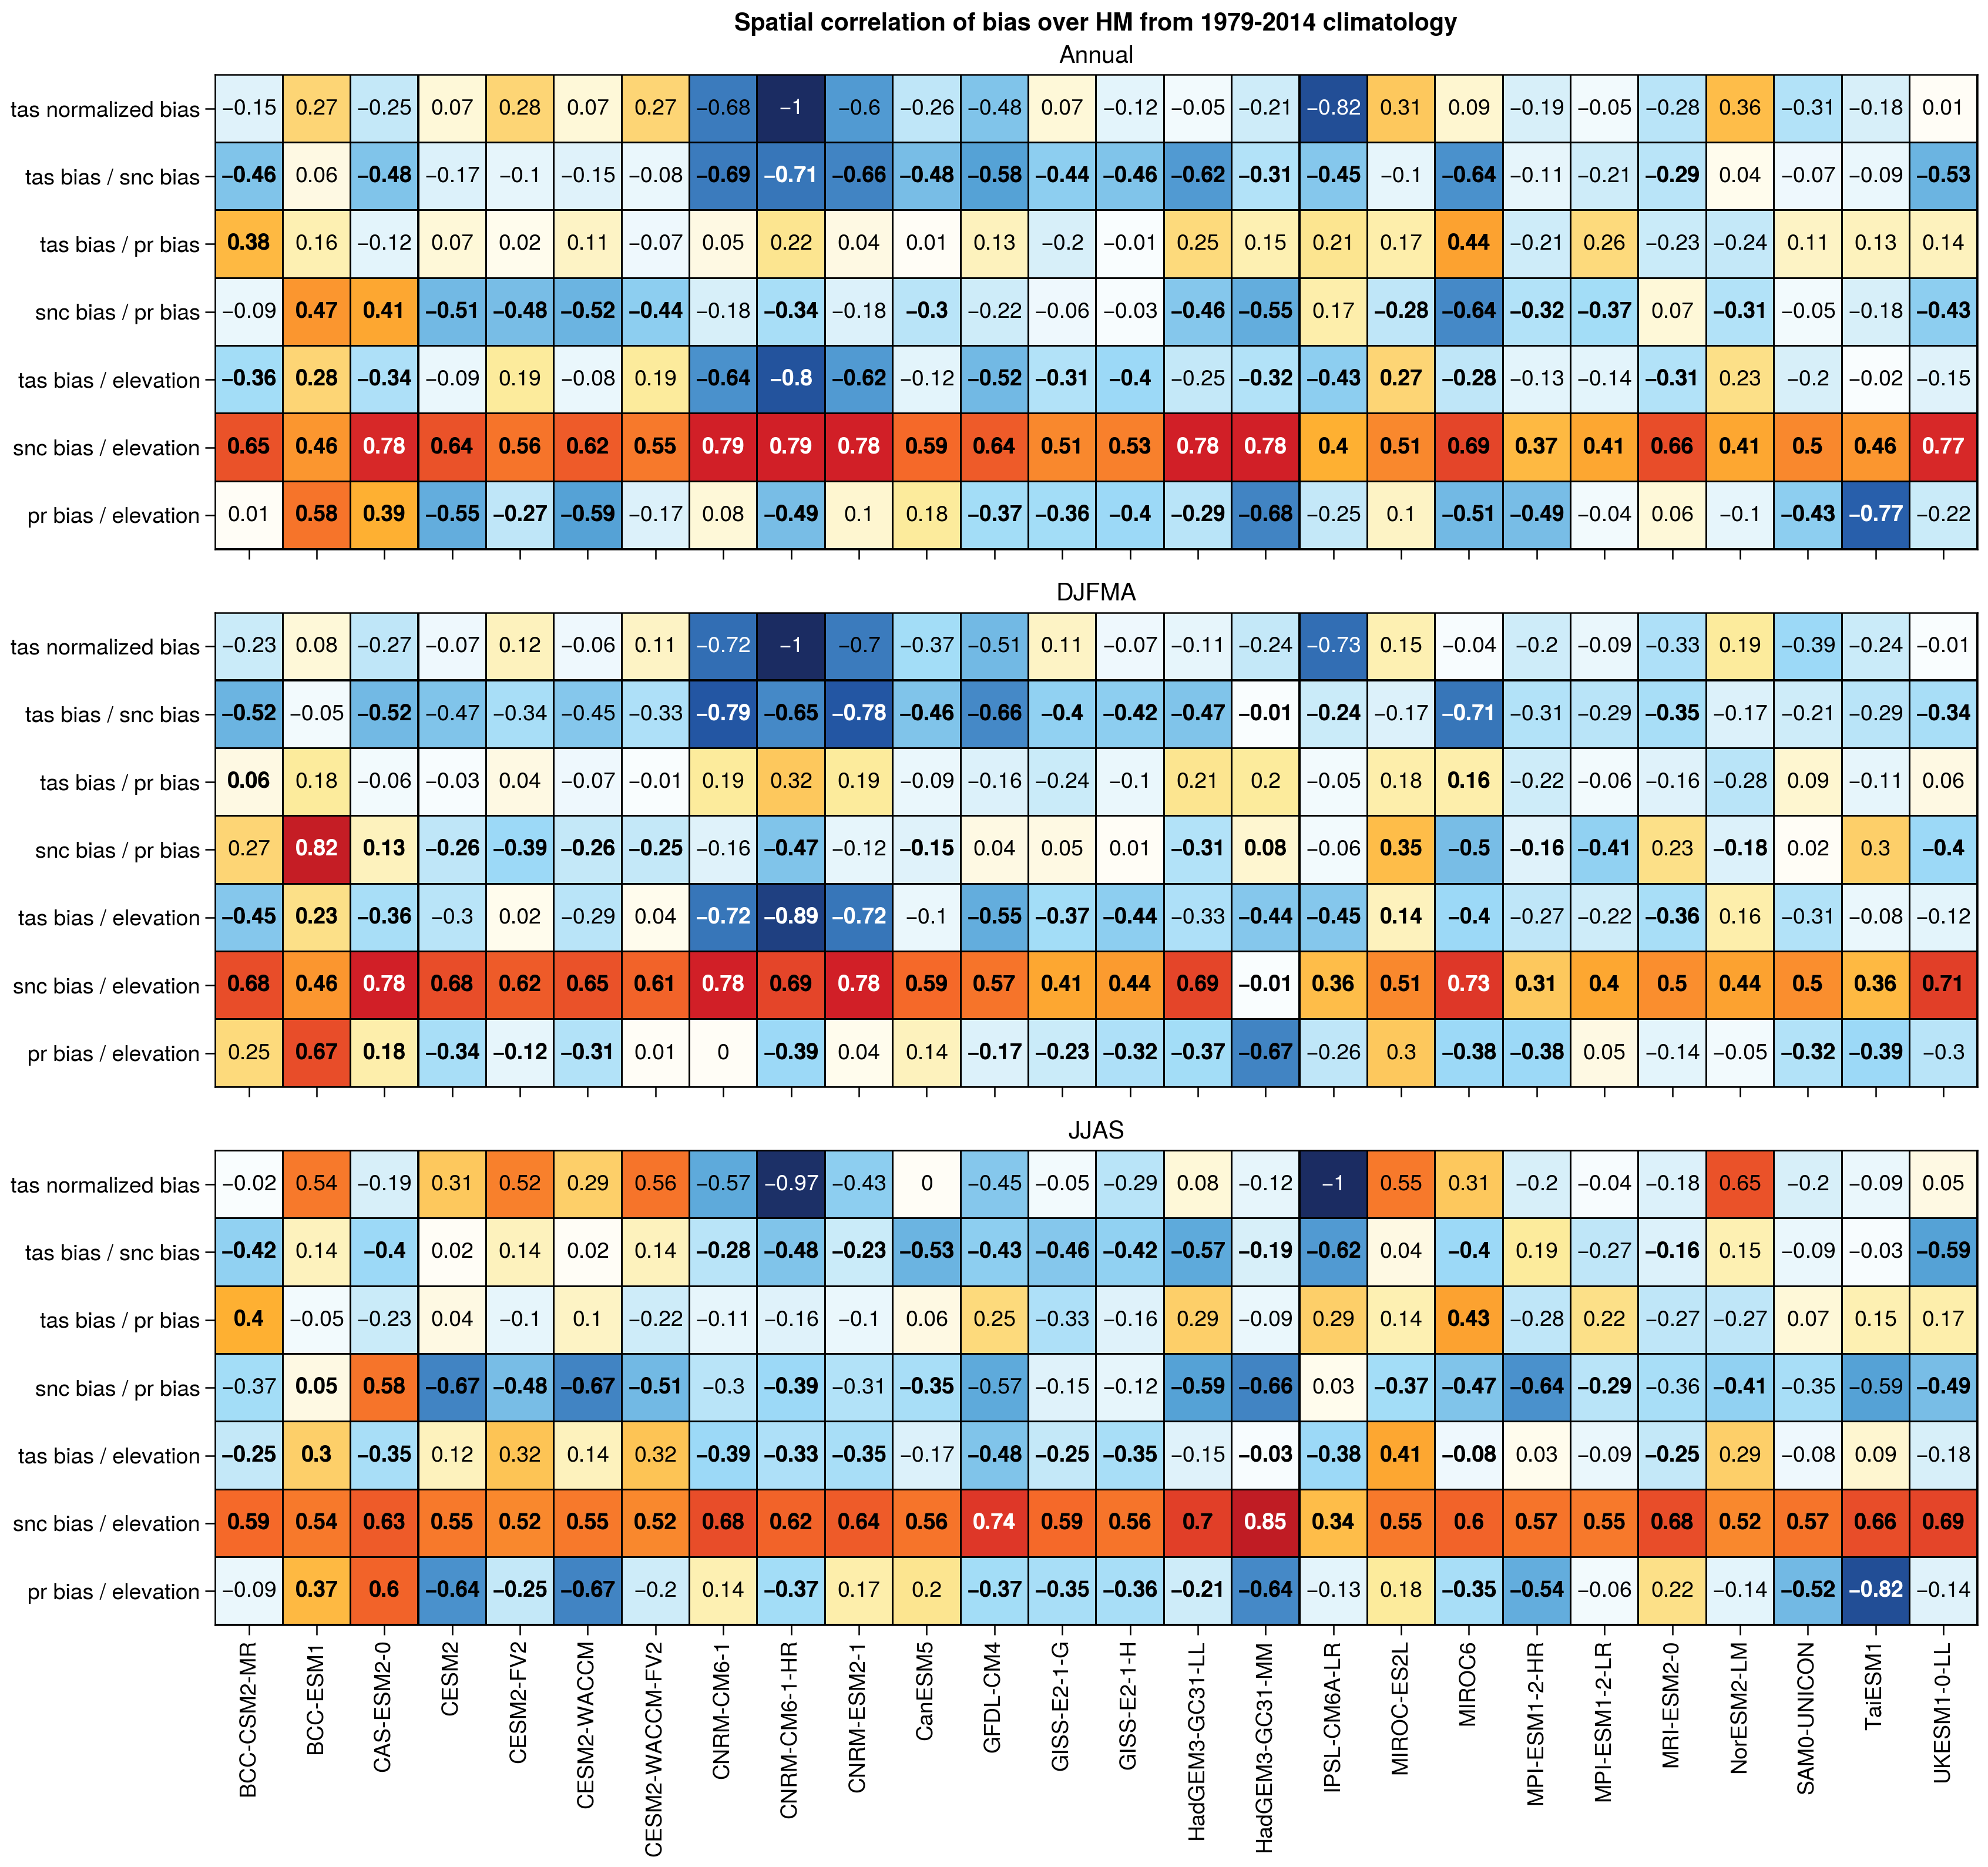 Spatial correlation of bias over HM from 1979-2014 climatology
Annual
tas normalized bias −0.15 0.27 −0.25 0.07 0.28 0.07 0.27 −0.68 −1 −0.6 −0.26 −0.48 0.07 −0.12 −0.05 −0.21 −0.82 0.31 0.09 −0.19 −0.05 −0.28 0.36 −0.31 −0.18 0.01
tas bias / snc bias −0.46 0.06 −0.48 −0.17 −0.1 −0.15 −0.08 −0.69 −0.71 −0.66 −0.48 −0.58 −0.44 −0.46 −0.62 −0.31 −0.45 −0.1 −0.64 −0.11 −0.21 −0.29 0.04 −0.07 −0.09 −0.53
tas bias / pr bias 0.38 0.16 −0.12 0.07 0.02 0.11 −0.07 0.05 0.22 0.04 0.01 0.13 −0.2 −0.01 0.25 0.15 0.21 0.17 0.44 −0.21 0.26 −0.23 −0.24 0.11 0.13 0.14
snc bias / pr bias −0.09 0.47 0.41 −0.51 −0.48 −0.52 −0.44 −0.18 −0.34 −0.18 −0.3 −0.22 −0.06 −0.03 −0.46 −0.55 0.17 −0.28 −0.64 −0.32 −0.37 0.07 −0.31 −0.05 −0.18 −0.43
tas bias / elevation −0.36 0.28 −0.34 −0.09 0.19 −0.08 0.19 −0.64 −0.8 −0.62 −0.12 −0.52 −0.31 −0.4 −0.25 −0.32 −0.43 0.27 −0.28 −0.13 −0.14 −0.31 0.23 −0.2 −0.02 −0.15
snc bias / elevation 0.65 0.46 0.78 0.64 0.56 0.62 0.55 0.79 0.79 0.78 0.59 0.64 0.51 0.53 0.78 0.78 0.4 0.51 0.69 0.37 0.41 0.66 0.41 0.5 0.46 0.77
pr bias / elevation 0.01 0.58 0.39 −0.55 −0.27 −0.59 −0.17 0.08 −0.49 0.1 0.18 −0.37 −0.36 −0.4 −0.29 −0.68 −0.25 0.1 −0.51 −0.49 −0.04 0.06 −0.1 −0.43 −0.77 −0.22
DJFMA
tas normalized bias −0.23 0.08 −0.27 −0.07 0.12 −0.06 0.11 −0.72 −1 −0.7 −0.37 −0.51 0.11 −0.07 −0.11 −0.24 −0.73 0.15 −0.04 −0.2 −0.09 −0.33 0.19 −0.39 −0.24 −0.01
tas bias / snc bias −0.52 −0.05 −0.52 −0.47 −0.34 −0.45 −0.33 −0.79 −0.65 −0.78 −0.46 −0.66 −0.4 −0.42 −0.47 −0.01 −0.24 −0.17 −0.71 −0.31 −0.29 −0.35 −0.17 −0.21 −0.29 −0.34
tas bias / pr bias 0.06 0.18 −0.06 −0.03 0.04 −0.07 −0.01 0.19 0.32 0.19 −0.09 −0.16 −0.24 −0.1 0.21 0.2 −0.05 0.18 0.16 −0.22 −0.06 −0.16 −0.28 0.09 −0.11 0.06
snc bias / pr bias 0.27 0.82 0.13 −0.26 −0.39 −0.26 −0.25 −0.16 −0.47 −0.12 −0.15 0.04 0.05 0.01 −0.31 0.08 −0.06 0.35 −0.5 −0.16 −0.41 0.23 −0.18 0.02 0.3 −0.4
tas bias / elevation −0.45 0.23 −0.36 −0.3 0.02 −0.29 0.04 −0.72 −0.89 −0.72 −0.1 −0.55 −0.37 −0.44 −0.33 −0.44 −0.45 0.14 −0.4 −0.27 −0.22 −0.36 0.16 −0.31 −0.08 −0.12
snc bias / elevation 0.68 0.46 0.78 0.68 0.62 0.65 0.61 0.78 0.69 0.78 0.59 0.57 0.41 0.44 0.69 −0.01 0.36 0.51 0.73 0.31 0.4 0.5 0.44 0.5 0.36 0.71
pr bias / elevation 0.25 0.67 0.18 −0.34 −0.12 −0.31 0.01 0 −0.39 0.04 0.14 −0.17 −0.23 −0.32 −0.37 −0.67 −0.26 0.3 −0.38 −0.38 0.05 −0.14 −0.05 −0.32 −0.39 −0.3
JJAS
tas normalized bias −0.02 0.54 −0.19 0.31 0.52 0.29 0.56 −0.57 −0.97 −0.43 0 −0.45 −0.05 −0.29 0.08 −0.12 −1 0.55 0.31 −0.2 −0.04 −0.18 0.65 −0.2 −0.09 0.05
tas bias / snc bias −0.42 0.14 −0.4 0.02 0.14 0.02 0.14 −0.28 −0.48 −0.23 −0.53 −0.43 −0.46 −0.42 −0.57 −0.19 −0.62 0.04 −0.4 0.19 −0.27 −0.16 0.15 −0.09 −0.03 −0.59
tas bias / pr bias 0.4 −0.05 −0.23 0.04 −0.1 0.1 −0.22 −0.11 −0.16 −0.1 0.06 0.25 −0.33 −0.16 0.29 −0.09 0.29 0.14 0.43 −0.28 0.22 −0.27 −0.27 0.07 0.15 0.17
snc bias / pr bias −0.37 0.05 0.58 −0.67 −0.48 −0.67 −0.51 −0.3 −0.39 −0.31 −0.35 −0.57 −0.15 −0.12 −0.59 −0.66 0.03 −0.37 −0.47 −0.64 −0.29 −0.36 −0.41 −0.35 −0.59 −0.49
tas bias / elevation −0.25 0.3 −0.35 0.12 0.32 0.14 0.32 −0.39 −0.33 −0.35 −0.17 −0.48 −0.25 −0.35 −0.15 −0.03 −0.38 0.41 −0.08 0.03 −0.09 −0.25 0.29 −0.08 0.09 −0.18
snc bias / elevation 0.59 0.54 0.63 0.55 0.52 0.55 0.52 0.68 0.62 0.64 0.56 0.74 0.59 0.56 0.7 0.85 0.34 0.55 0.6 0.57 0.55 0.68 0.52 0.57 0.66 0.69
pr bias / elevation −0.09 0.37 0.6 −0.64 −0.25 −0.67 −0.2 0.14 −0.37 0.17 0.2 −0.37 −0.35 −0.36 −0.21 −0.64 −0.13 0.18 −0.35 −0.54 −0.06 0.22 −0.14 −0.52 −0.82 −0.14
BCC-CSM2-MR
BCC-ESM1
CAS-ESM2-0
CESM2
CESM2-FV2
CESM2-WACCM
CESM2-WACCM-FV2
CNRM-CM6-1
CNRM-CM6-1-HR
CNRM-ESM2-1
CanESM5
GFDL-CM4
GISS-E2-1-G
GISS-E2-1-H
HadGEM3-GC31-LL
HadGEM3-GC31-MM
IPSL-CM6A-LR
MIROC-ES2L
MIROC6
MPI-ESM1-2-HR
MPI-ESM1-2-LR
MRI-ESM2-0
NorESM2-LM
SAM0-UNICON
TaiESM1
UKESM1-0-LL